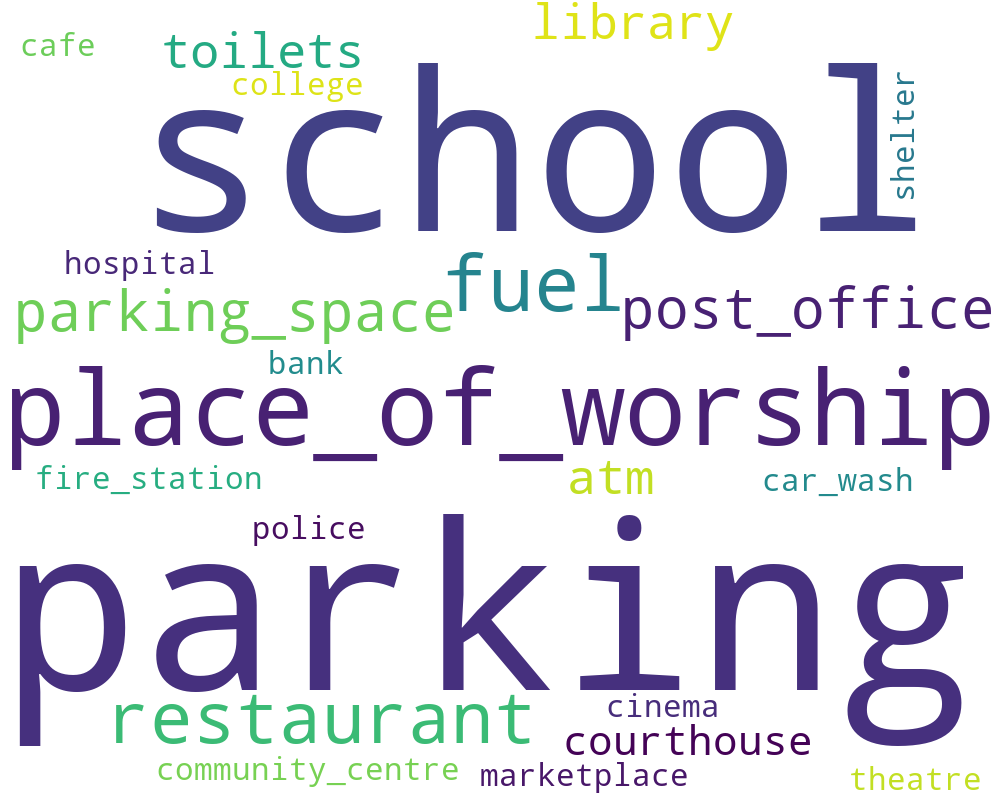 library
cafe
toilets
college
school
shelter
hospital
fuel
parking_space
post_office
bank
place_of_worship
fire_station
atm
car_wash
police
parking
restaurant
cinema
courthouse
community_centre
marketplace
theatre